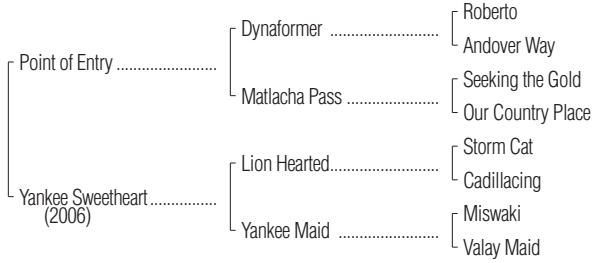 Roberto
Dynaformer ........................
Andover Way
Point of Entry ......................
Seeking the Gold
Matlacha Pass ....................
Our Country Place
Storm Cat
Lion Hearted........................
Cadillacing
Yankee Sweetheart...............
(2006)
Miswaki
Yankee Maid ......................
Valay Maid